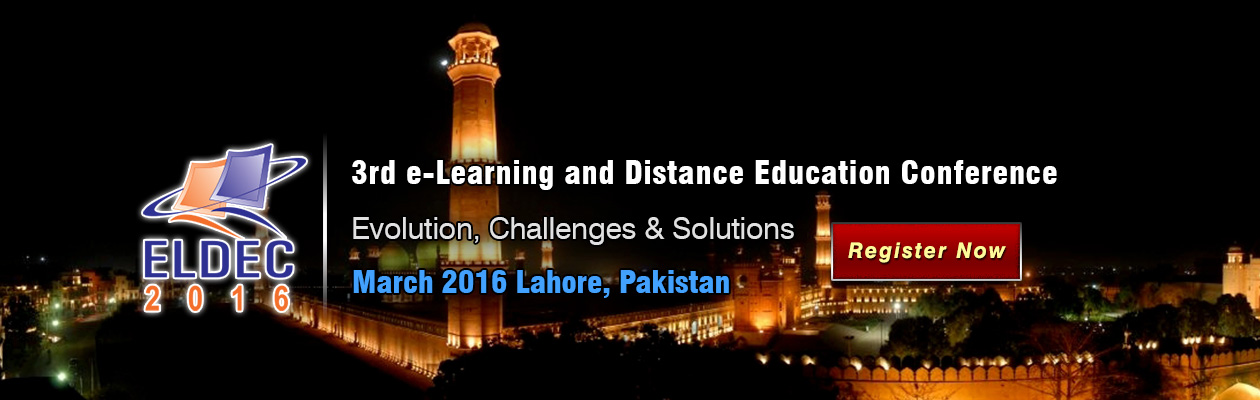 ELDEC
2016
3rd e-Learning and Distance Education Conference
Evolution, Challenges & Solutions
March 2016 Lahore, Pakistan
Register Now